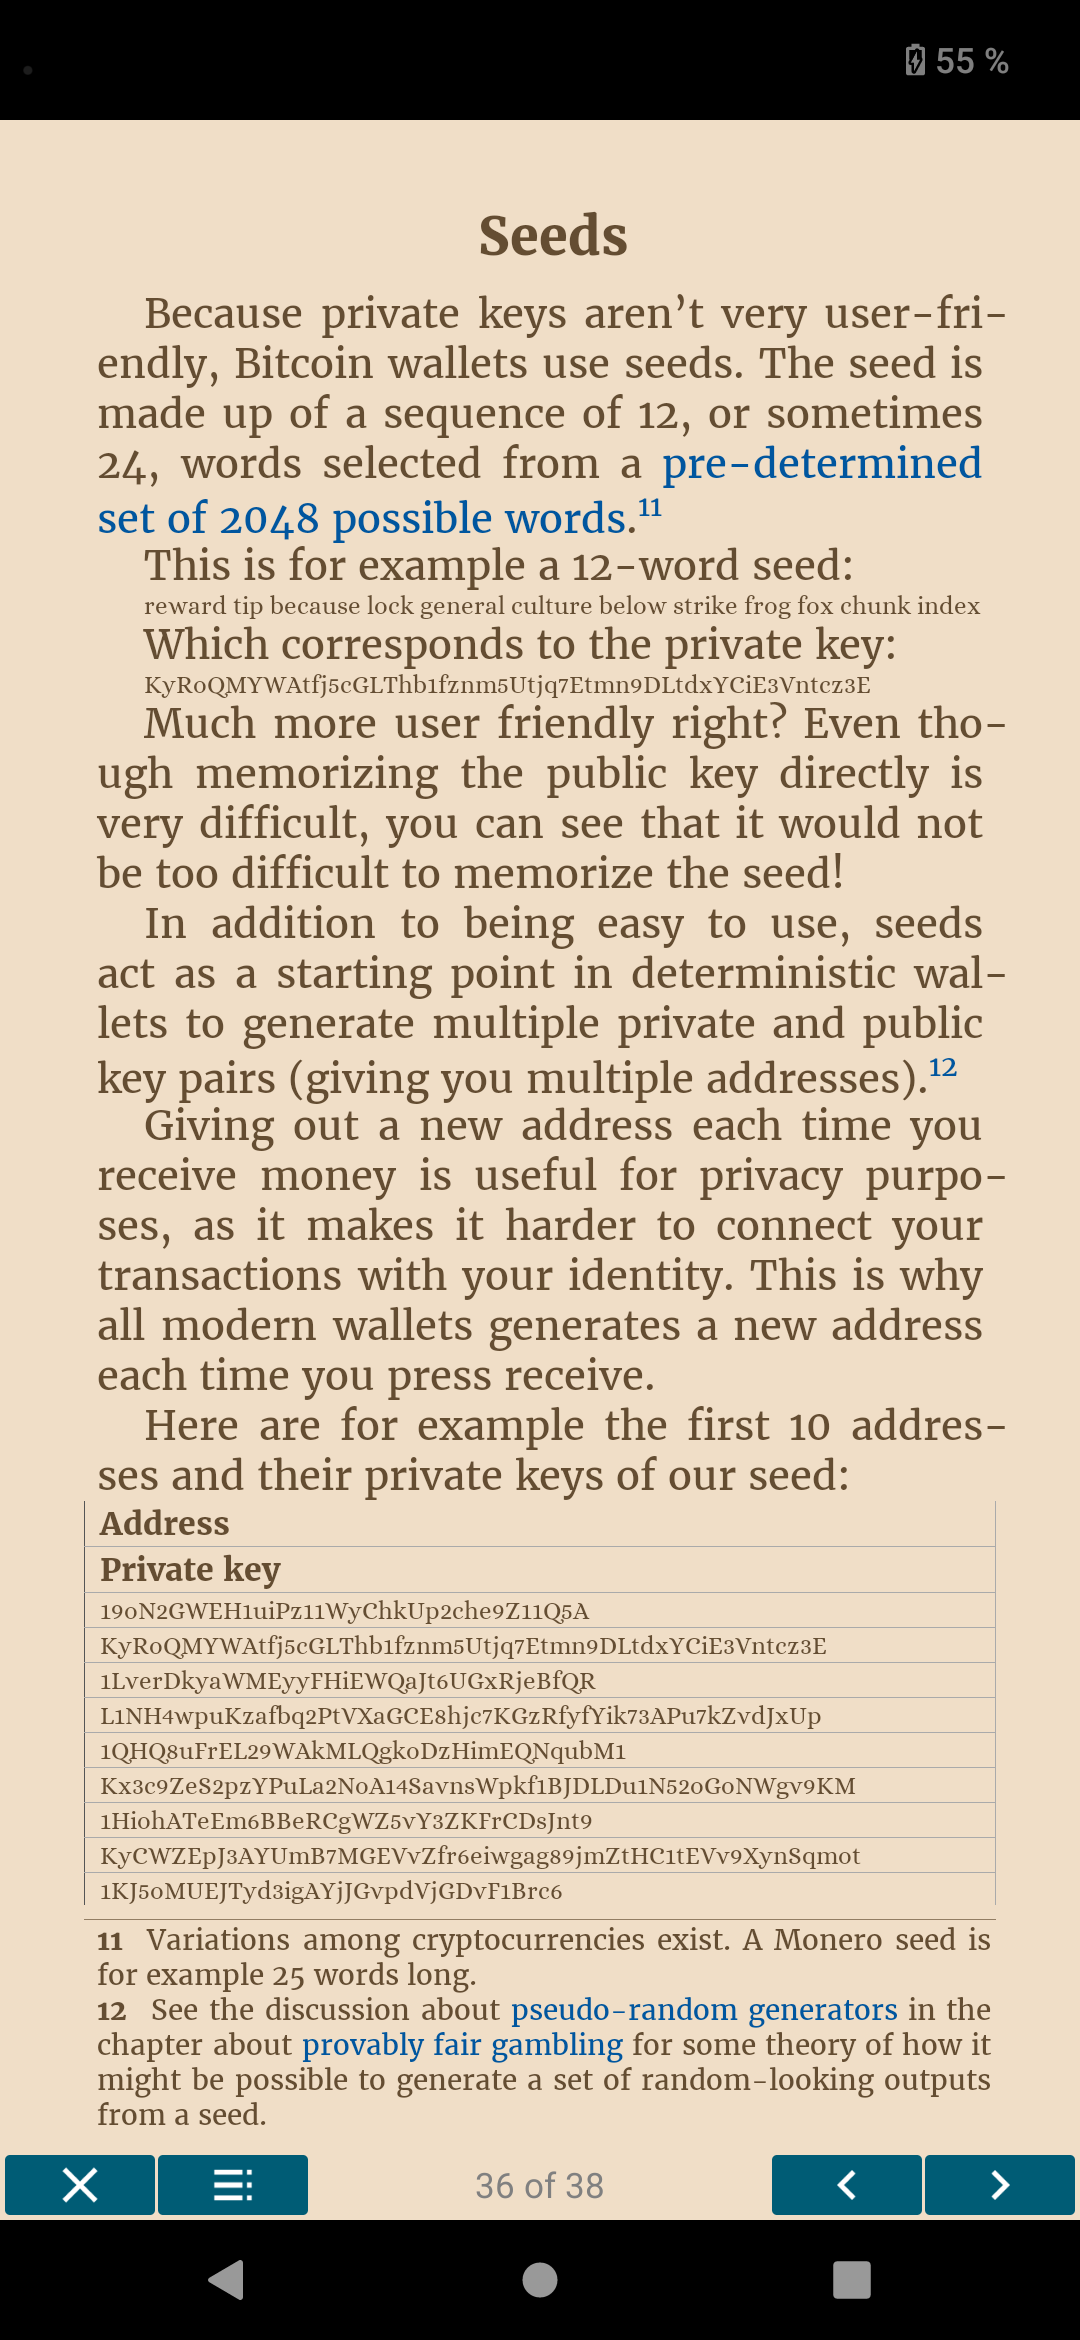 55 %
Seeds
Because private keys aren’t very user-fri-
endly, Bitcoin wallets use seeds. The seed is
made up of a sequence of 12, or sometimes
24, words selected from a pre-determined
set of 2048 possible words.11
This is for example a 12-word seed:
reward tip because lock general culture below strike frog fox chunk index
Which corresponds to the private key:
KyRoQMYWAtfj5cGLThb1fznm5Utjq7Etmn9DLtdxYCiE3Vntcz3E
Much more user friendly right? Even tho-
ugh memorizing the public key directly is
very difficult, you can see that it would not
be too difficult to memorize the seed!
In addition to being easy to use, seeds
act as a starting point in deterministic wal-
lets to generate multiple private and public
key pairs (giving you multiple addresses).12
Giving out a new address each time you
receive money is useful for privacy purpo-
ses, as it makes it harder to connect your
transactions with your identity. This is why
all modern wallets generates a new address
each time you press receive.
Here are for example the first 10 addres-
ses and their private keys of our seed:
Address
Private key
19oN2GWEH1uiPz11WyChkUp2che9Z11Q5A
KyRoQMYWAtfj5cGLThb1fznm5Utjq7Etmn9DLtdxYCiE3Vntcz3E
1LverDkyaWMEyyFHiEWQaJt6UGxRjeBfQR
L1NH4wpuKzafbq2PtVXaGCE8hjc7KGzRfyfYik73APu7kZvdJxUp
1QHQ8uFrEL29WAkMLQgkoDzHimEQNqubM1
Kx3c9ZeS2pzYPuLa2NoA14SavnsWpkf1BJDLDu1N52oGoNWgv9KM
1HiohATeEm6BBeRCgWZ5vY3ZKFrCDsJnt9
KyCWZEpJ3AYUmB7MGEVvZfr6eiwgag89jmZtHC1tEVv9XynSqmot
1KJ5oMUEJTyd3igAYjJGvpdVjGDvF1Brc6
11 Variations among cryptocurrencies exist. A Monero seed is
for example 25 words long.
12 See the discussion about pseudo-random generators in the
chapter about provably fair gambling for some theory of how it
might be possible to generate a set of random-looking outputs
from a seed.
36 of 38